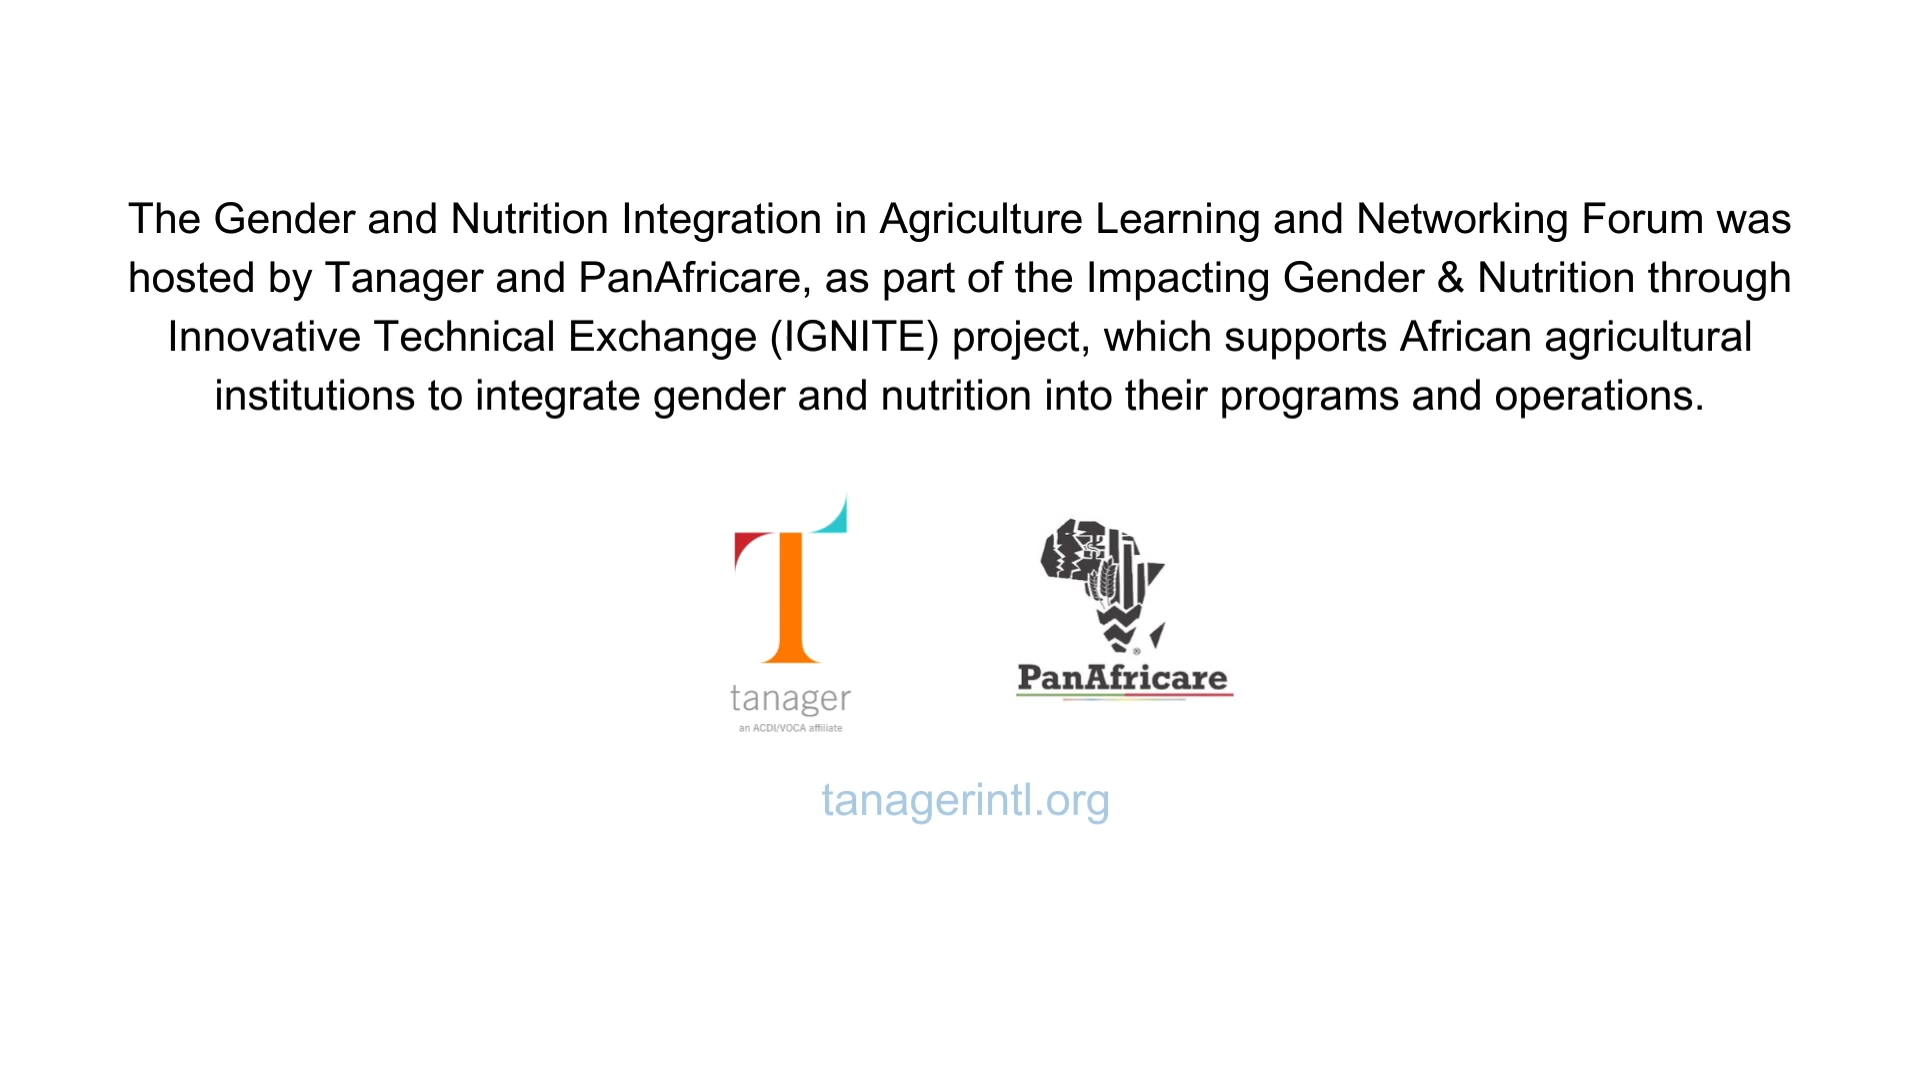 The Gender and Nutrition Integration in Agriculture Learning and Networking Forum was
hosted by Tanager and PanAfricare, as part of the Impacting Gender & Nutrition through
Innovative Technical Exchange (IGNITE) project, which supports African agricultural
institutions to integrate gender and nutrition into their programs and operations.
tanager
an ACDI/VOCA affiliate
®
PanAfricare
tanagerintl.org